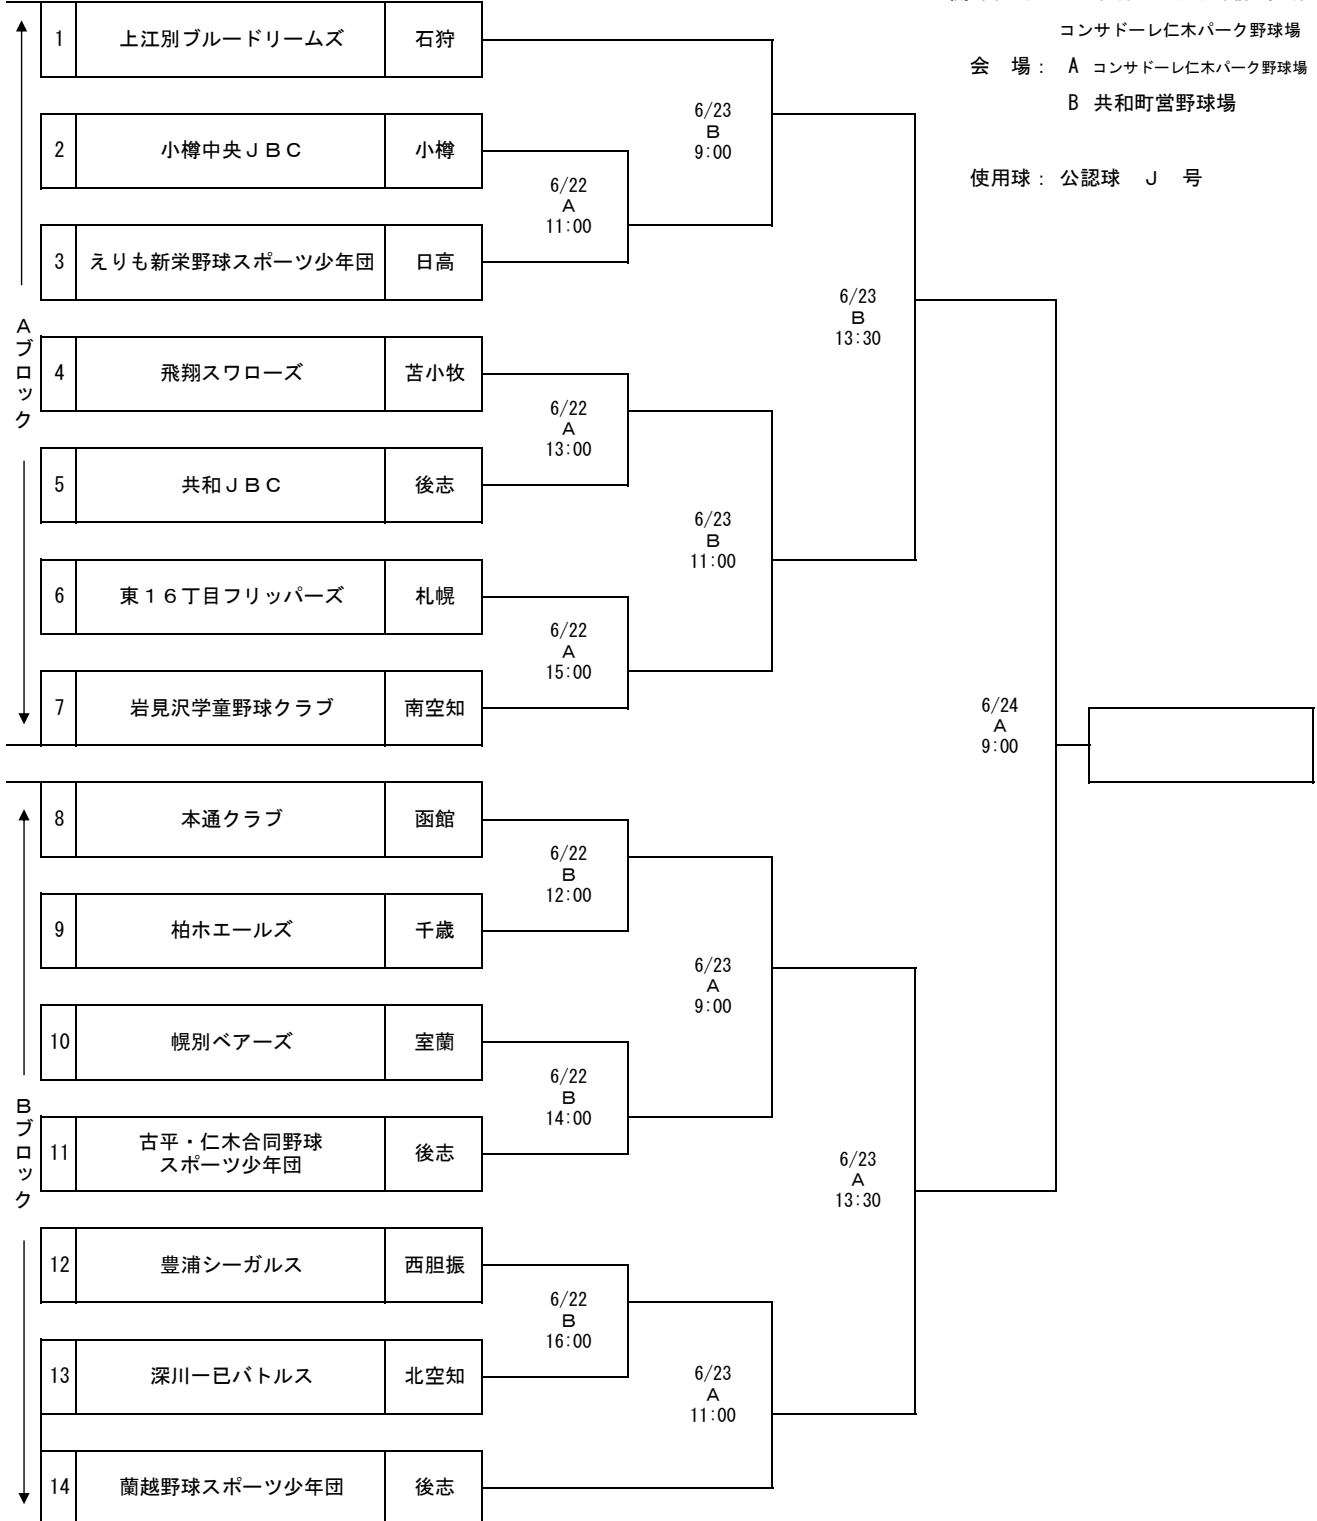 コンサドーレ仁木パーク野球場
会　場： A コンサドーレ仁木パーク野球場
B 共和町営野球場
使用球： 公認球　J　号
Aブロック
1 上江別ブルードリームズ 石狩
2 小樽中央ＪＢＣ 小樽
3 えりも新栄野球スポーツ少年団 日高
4 飛翔スワローズ 苫小牧
5 共和ＪＢＣ 後志
6 東１６丁目フリッパーズ 札幌
7 岩見沢学童野球クラブ 南空知
Bブロック
8 本通クラブ 函館
9 柏ホエールズ 千歳
10 幌別ベアーズ 室蘭
11 古平・仁木合同野球
スポーツ少年団 後志
12 豊浦シーガルス 西胆振
13 深川一已バトルス 北空知
14 蘭越野球スポーツ少年団 後志
6/22
A
11:00
6/22
A
13:00
6/22
A
15:00
6/22
B
12:00
6/22
B
14:00
6/22
B
16:00
6/23
B
9:00
6/23
B
11:00
6/23
A
9:00
6/23
A
11:00
6/23
B
13:30
6/23
A
13:30
6/24
A
9:00